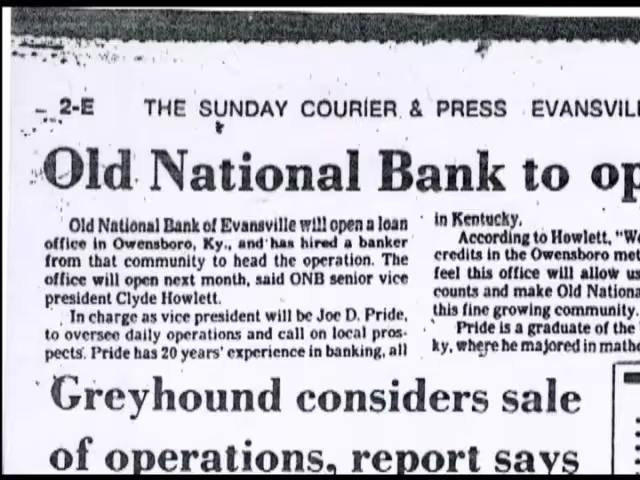 2-E THE SUNDAY COURIER & PRESS EVANSVIL
Old National Bank to op
Old National Bank of Evansville will open a loan
office in Owensboro, Ky., and has hired a banker
from that community to head the operation. The
office will open next month, said ONB senior vice
president Clyde Howlett.
In charge as vice president will be Joe D. Pride,
to oversee daily operations and call on local pros-
pects. Pride has 20 years' experience in banking, all
in Kentucky.
According to Howlett, "We
credits in the Owensboro met
feel this office will allow us
counts and make Old Nationa
this fine growing community.
Pride is a graduate of the
ky, where he majored in mathe
Greyhound considers sale
of operations, report says